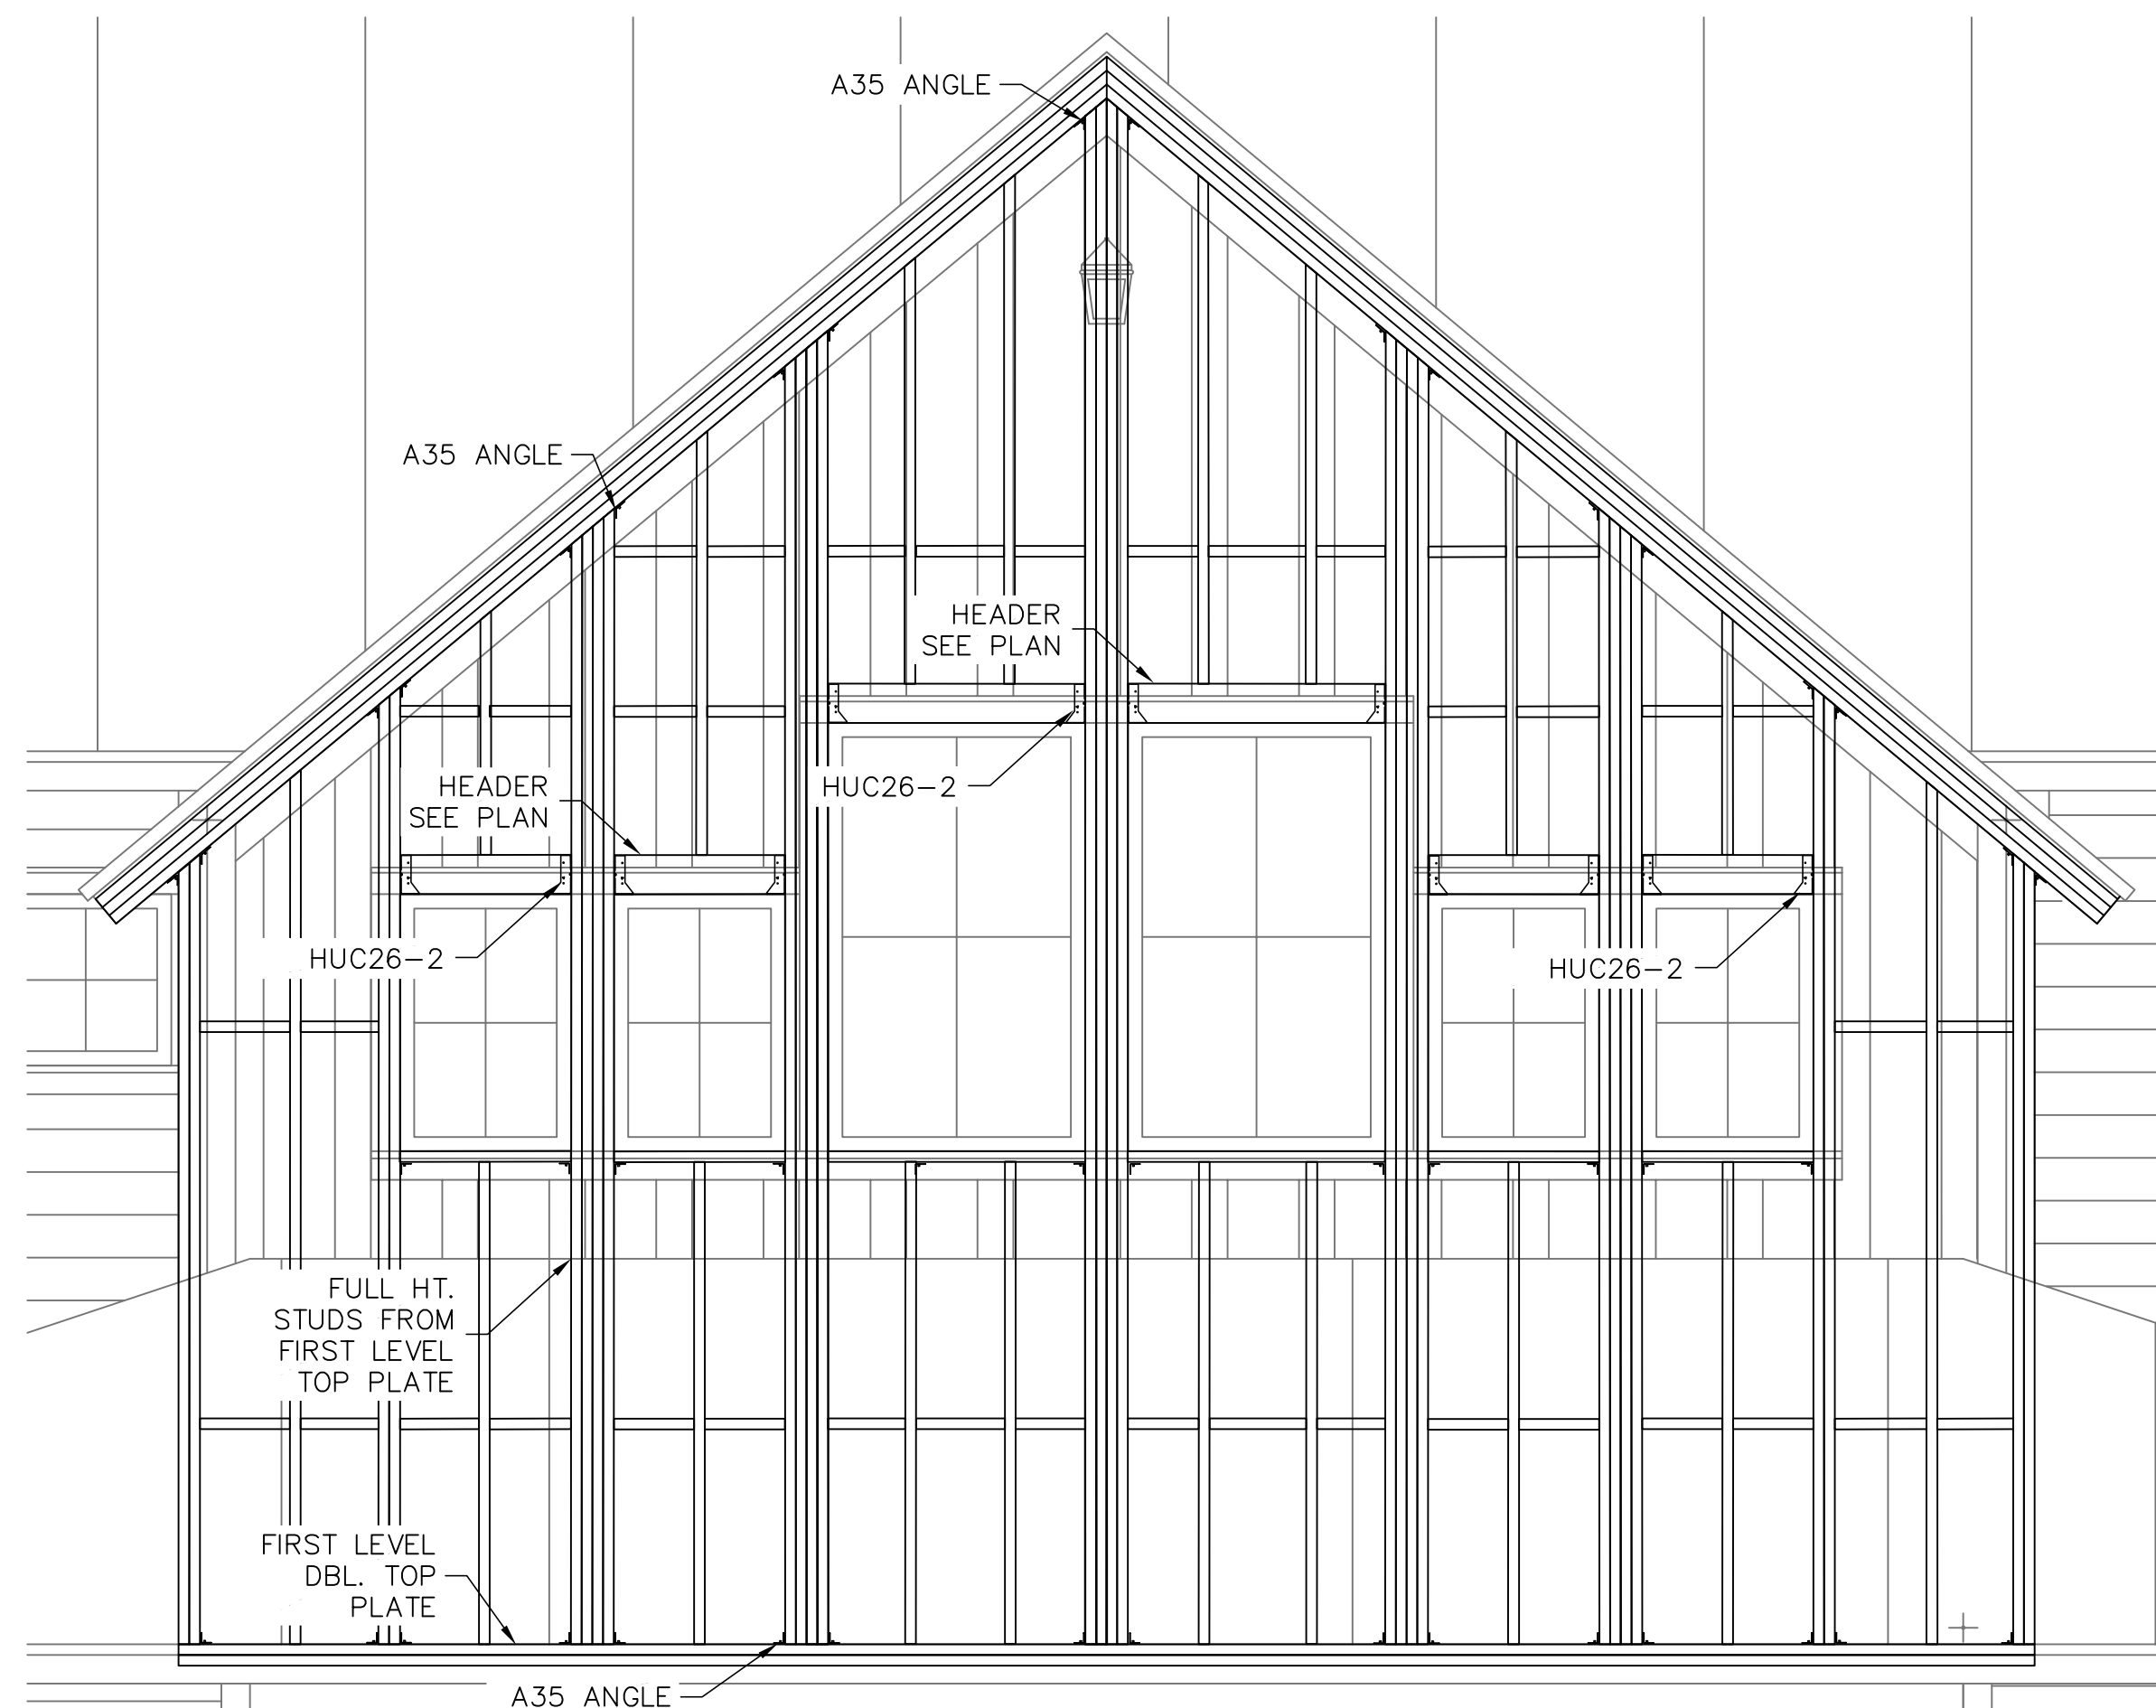 A35 ANGLE
A35 ANGLE
HEADER
SEE PLAN
HUC26-2
HEADER
SEE PLAN
HUC26-2
HUC26-2
FULL HT.
STUDS FROM
FIRST LEVEL
TOP PLATE
FIRST LEVEL
DBL. TOP
PLATE
A35 ANGLE